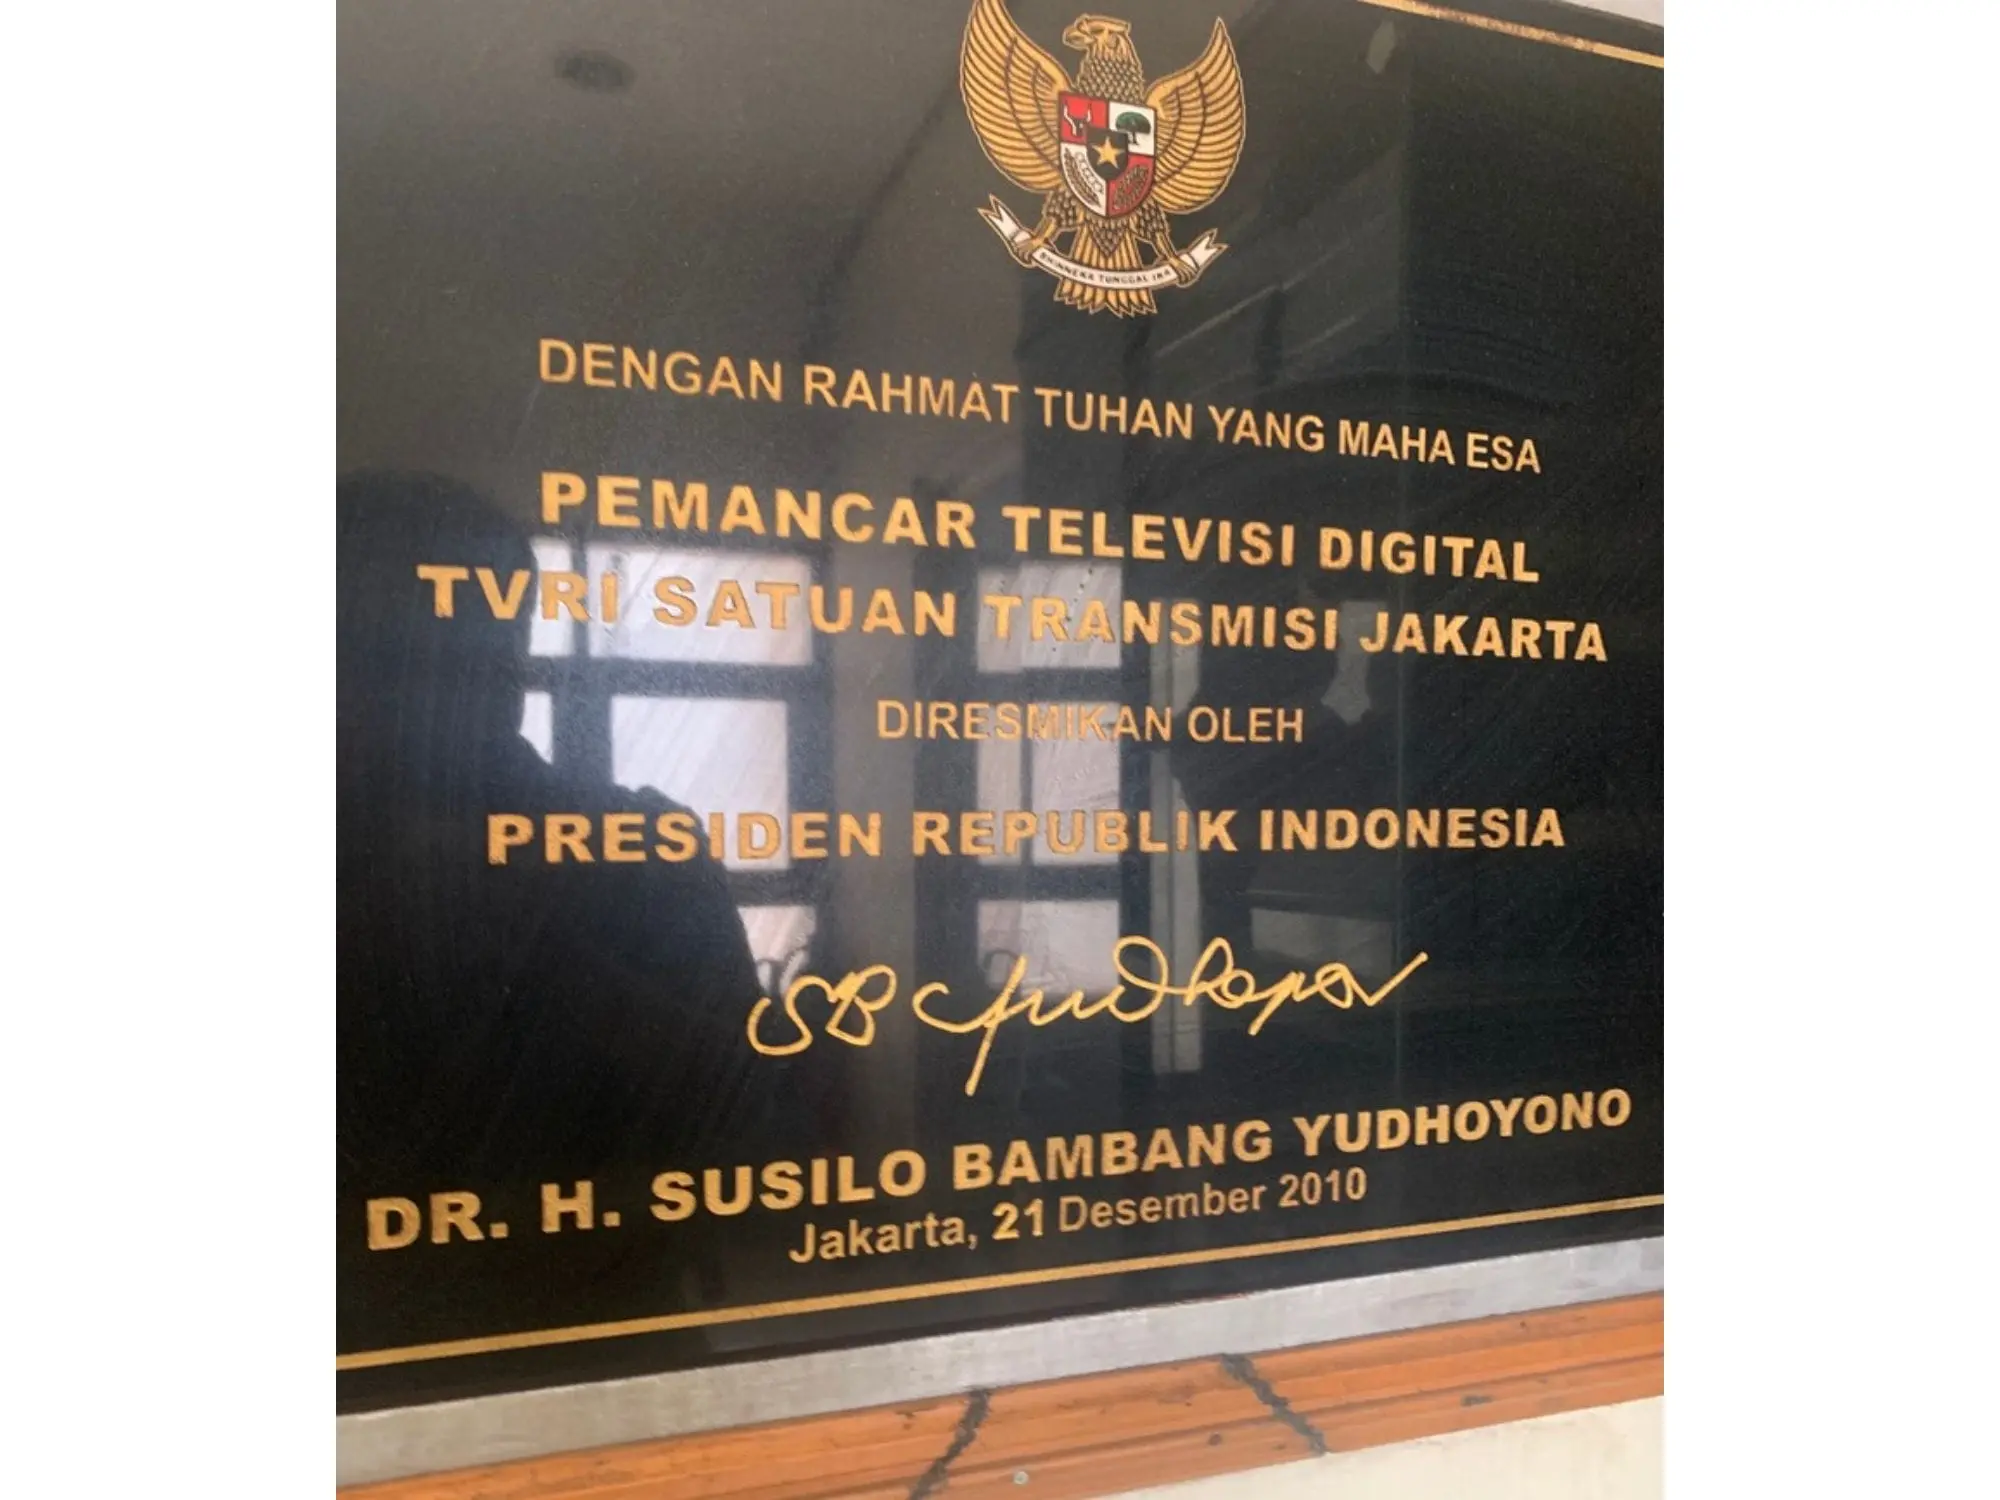 BHINNEKA TUNGGAL IKA
DENGAN RAHMAT TUHAN YANG MAHA ESA
PEMANCAR TELEVISI DIGITAL
TVRI SATUAN TRANSMISI JAKARTA
DIRESMIKAN OLEH
PRESIDEN REPUBLIK INDONESIA
DR. H. SUSILO BAMBANG YUDHOYONO
Jakarta, 21 Desember 2010